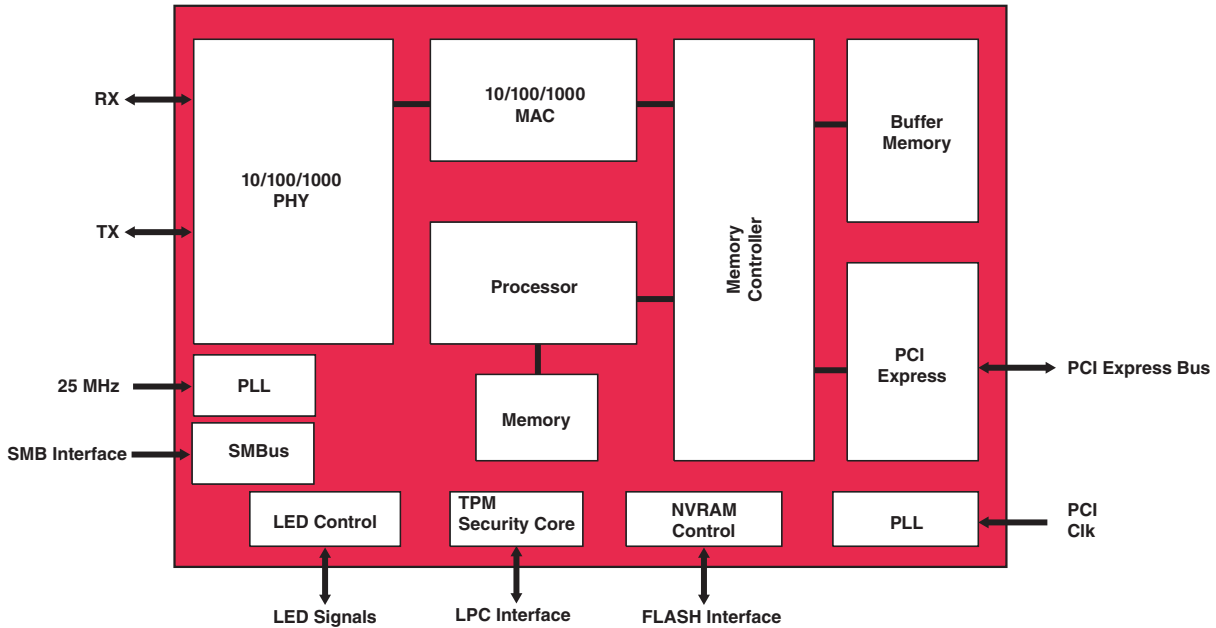 RX
TX
25 MHz
SMB Interface
10/100/1000
PHY
10/100/1000
MAC
Memory
Controller
Buffer
Memory
Processor
Memory
PCI
Express
PCI Express Bus
PLL
SMBus
LED Control
TPM
Security Core
NVRAM
Control
PLL
PCI
Clk
LED Signals
LPC Interface
FLASH Interface